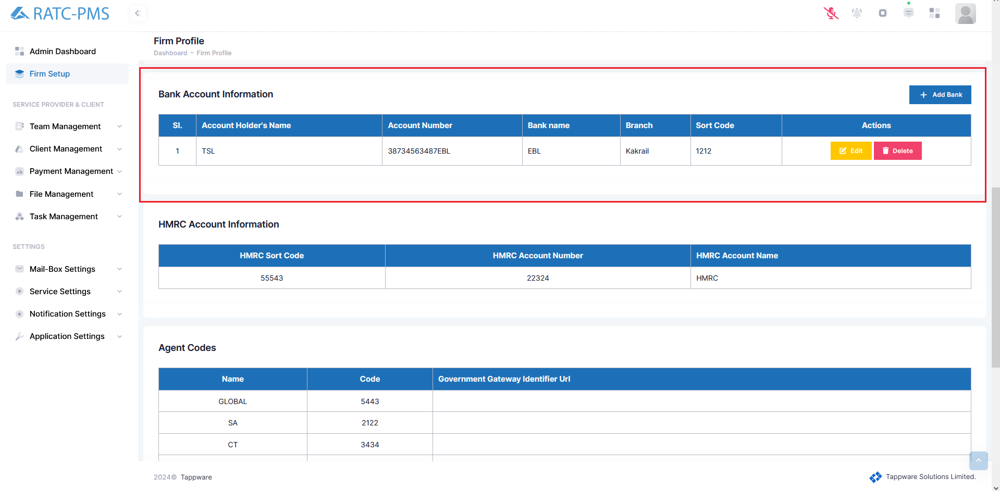 RATC-PMS
Admin Dashboard
Firm Setup
SERVICE PROVIDER & CLIENT
Team Management
Client Management
Payment Management
File Management
Task Management
SETTINGS
Mail-Box Settings
Service Settings
Notification Settings
Application Settings
Firm Profile
Dashboard - Firm Profile
Bank Account Information
+ Add Bank
Sl. Account Holder's Name Account Number Bank name Branch Sort Code Actions
1 TSL 38734563487EBL EBL Kakrail 1212 Edit Delete
HMRC Account Information
HMRC Sort Code HMRC Account Number HMRC Account Name
55543 22324 HMRC
Agent Codes
Name Code Government Gateway Identifier Url
GLOBAL 5443
SA 2122
CT 3434
2024© Tappware
Tappware Solutions Limited.